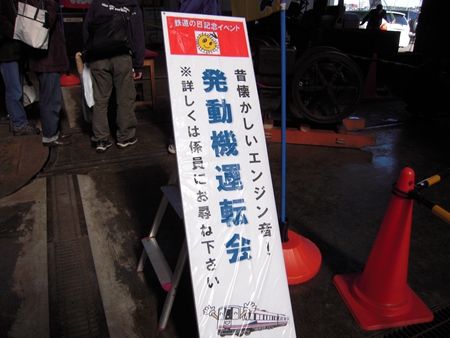 鉄道の日記念イベント
昔懐かしいエンジン音!
発動機運転会
※詳しくは係員にお尋ね下さい